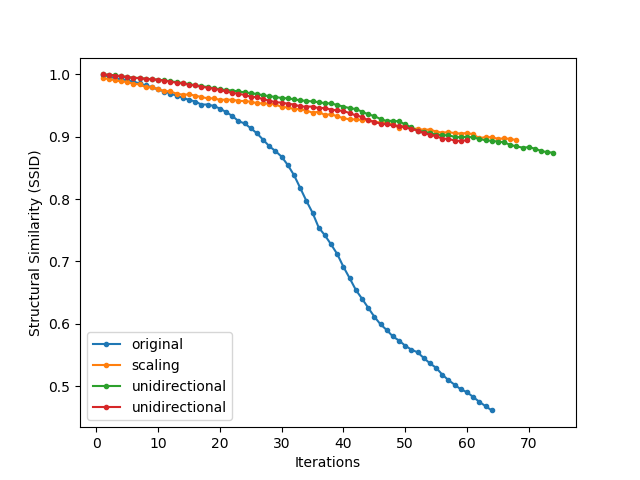 1.0
0.9
0.8
0.7
0.6
0.5
Structural Similarity (SSID)
original
scaling
unidirectional
unidirectional
0 10 20 30 40 50 60 70
Iterations